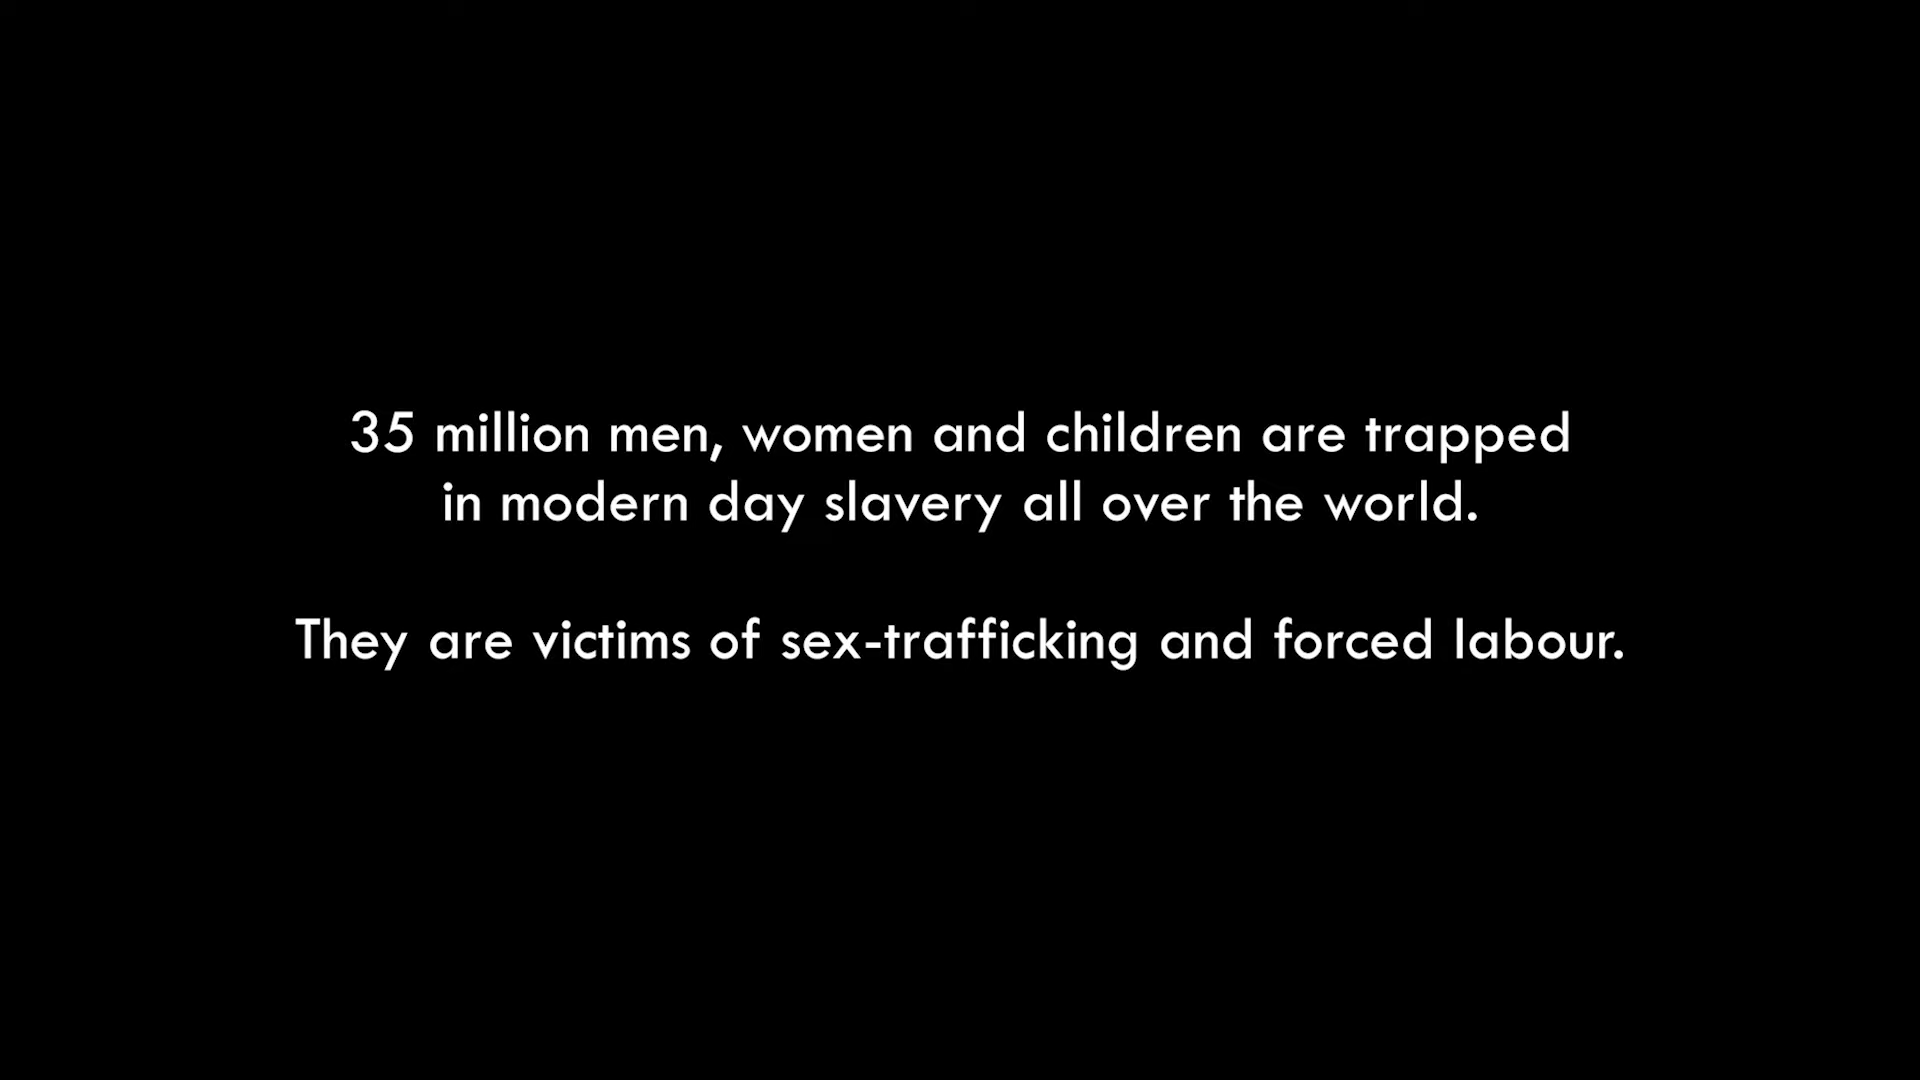 35 million men, women and children are trapped
in modern day slavery all over the world.
They are victims of sex-trafficking and forced labour.